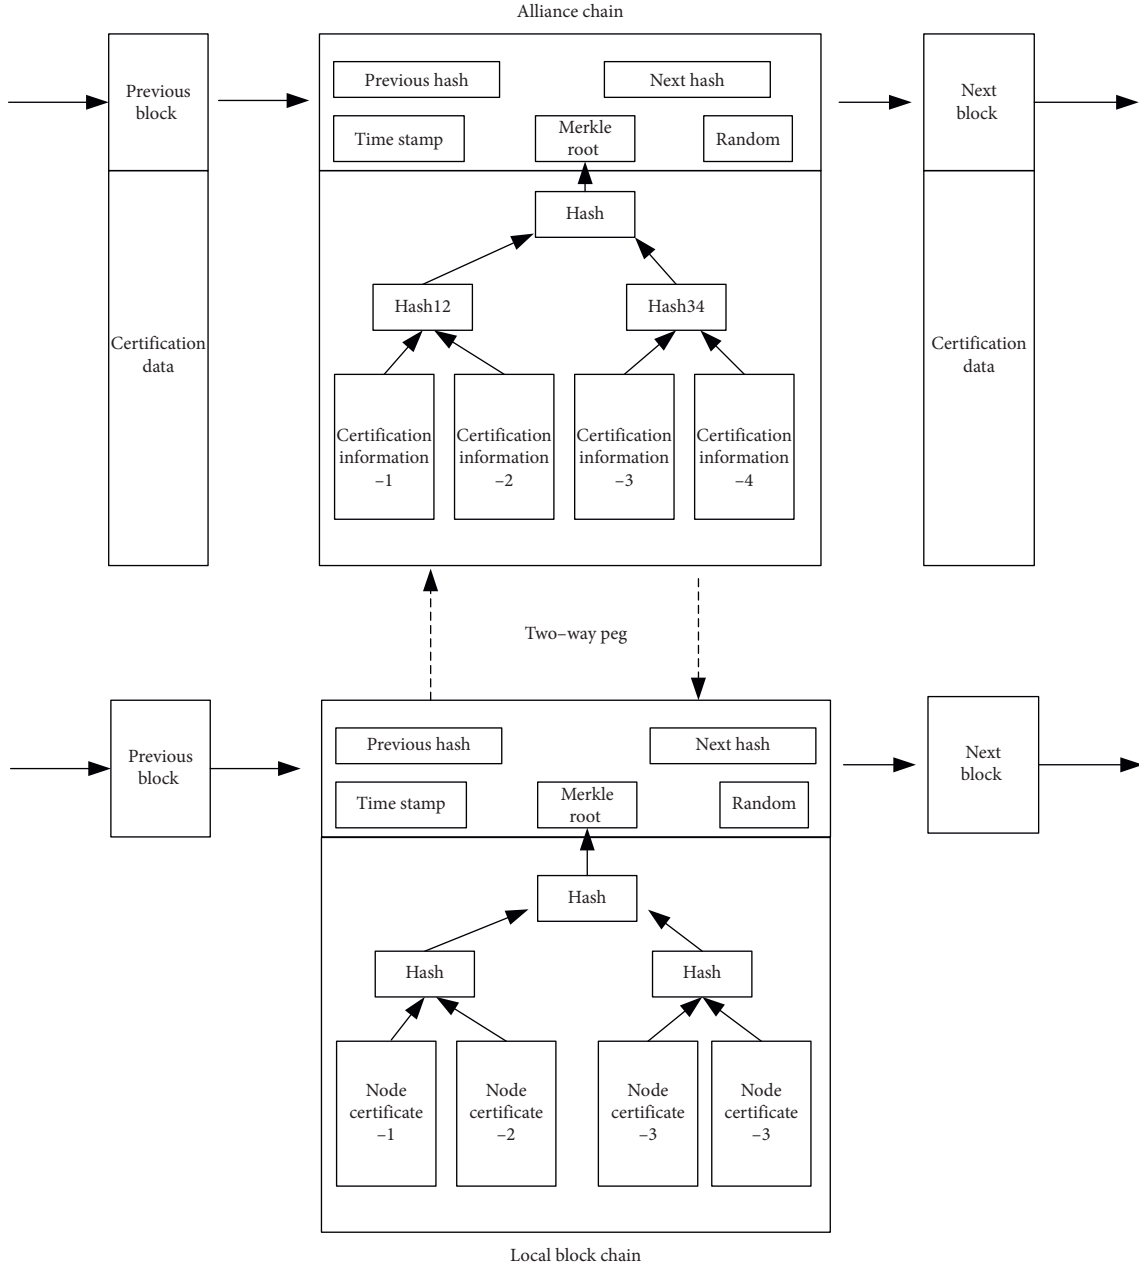 Alliance chain
Previous
block
Previous hash
Next hash
Next
block
Time stamp
Merkle
root
Random
Hash
Hash12
Hash34
Certification
data
Certification
data
Certification
information
–1
Certification
information
–2
Certification
information
–3
Certification
information
–4
Two–way peg
Previous
block
Previous hash
Next hash
Next
block
Time stamp
Merkle
root
Random
Hash
Hash
Hash
Node
certificate
–1
Node
certificate
–2
Node
certificate
–3
Node
certificate
–3
Local block chain